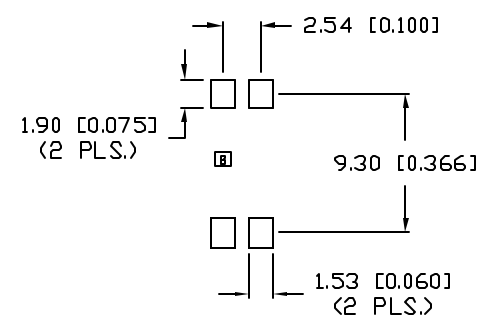 2.54 [0.100]
1.90 [0.075]
(2 PLS.)
9.30 [0.366]
1.53 [0.060]
(2 PLS.)